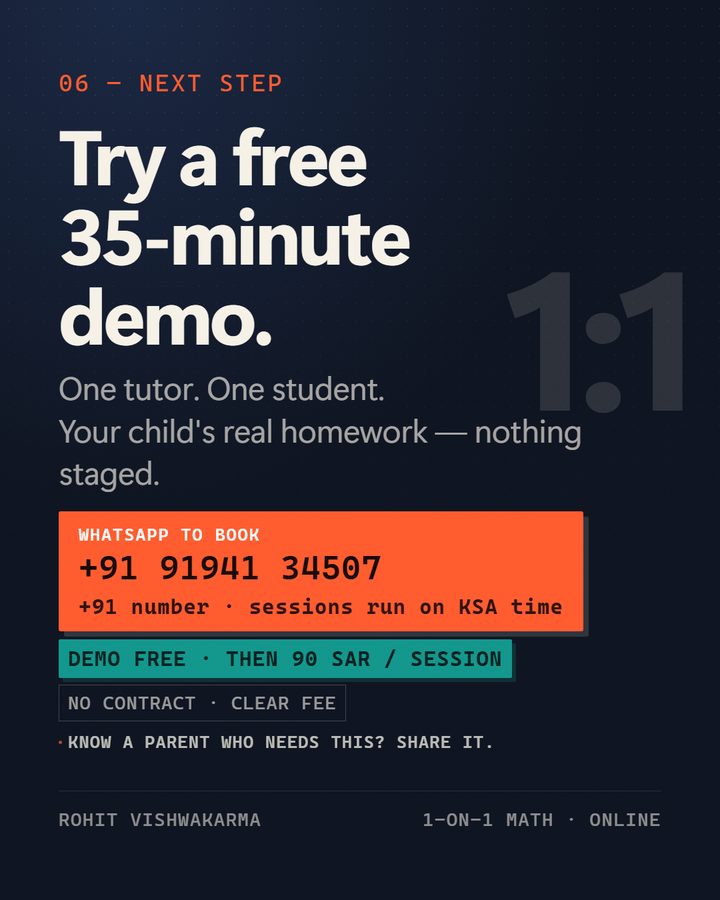 06 — NEXT STEP
Try a free
35-minute
demo.
1:1
One tutor. One student.
Your child's real homework — nothing
staged.
WHATSAPP TO BOOK
+91 91941 34507
+91 number · sessions run on KSA time
DEMO FREE · THEN 90 SAR / SESSION
NO CONTRACT · CLEAR FEE
· KNOW A PARENT WHO NEEDS THIS? SHARE IT.
ROHIT VISHWAKARMA
1–ON–1 MATH · ONLINE